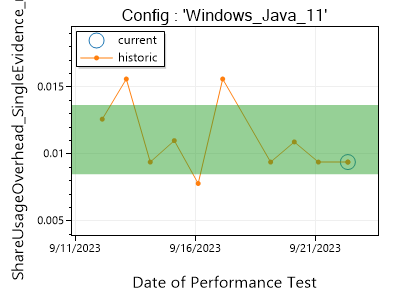 Config : 'Windows_Java_11'
current
historic
ShareUsageOverhead_SingleEvidence_
0.015
0.01
0.005
9/11/2023
9/16/2023
9/21/2023
Date of Performance Test